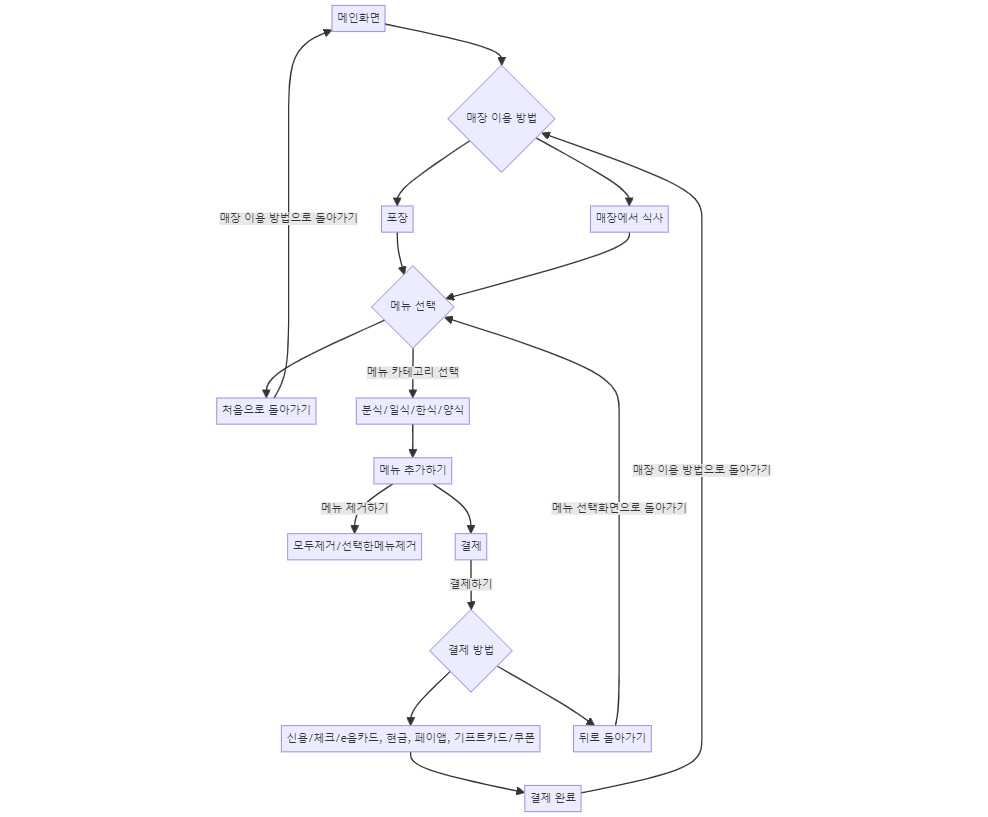 메인화면
매장 이용 방법
매장 이용 방법으로 돌아가기
포장
매장에서 식사
메뉴 선택
메뉴 카테고리 선택
처음으로 돌아가기
분식/일식/한식/양식
메뉴 추가하기
매장 이용 방법으로 돌아가기
메뉴 제거하기
메뉴 선택화면으로 돌아가기
모두제거/선택한메뉴제거
결제
결제하기
결제 방법
신용/체크/e음카드, 현금, 페이앱, 기프트카드/쿠폰
뒤로 돌아가기
결제 완료